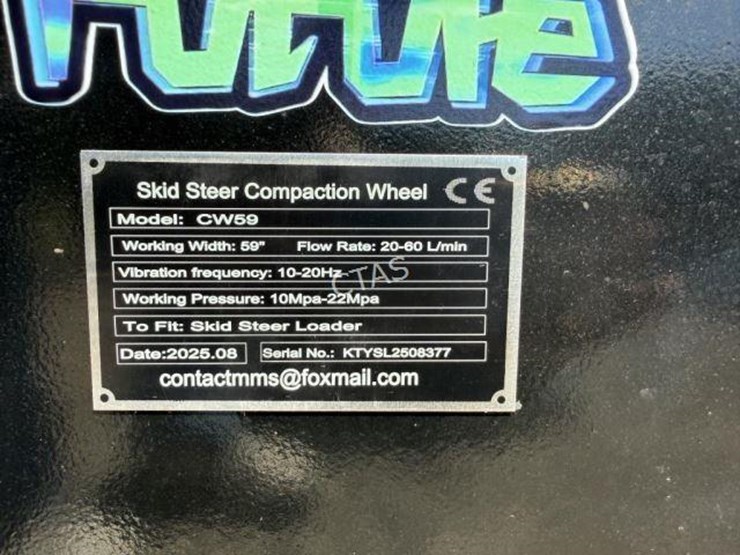 Skid Steer Compaction Wheel CE
Model: CW59
Working Width: 59" Flow Rate: 20-60 L/min
Vibration frequency: 10-20Hz
CTAS
Working Pressure: 10Mpa-22Mpa
To Fit: Skid Steer Loader
Date:2025.08 Serial No.: KTYSL2508377
contactmms@foxmail.com